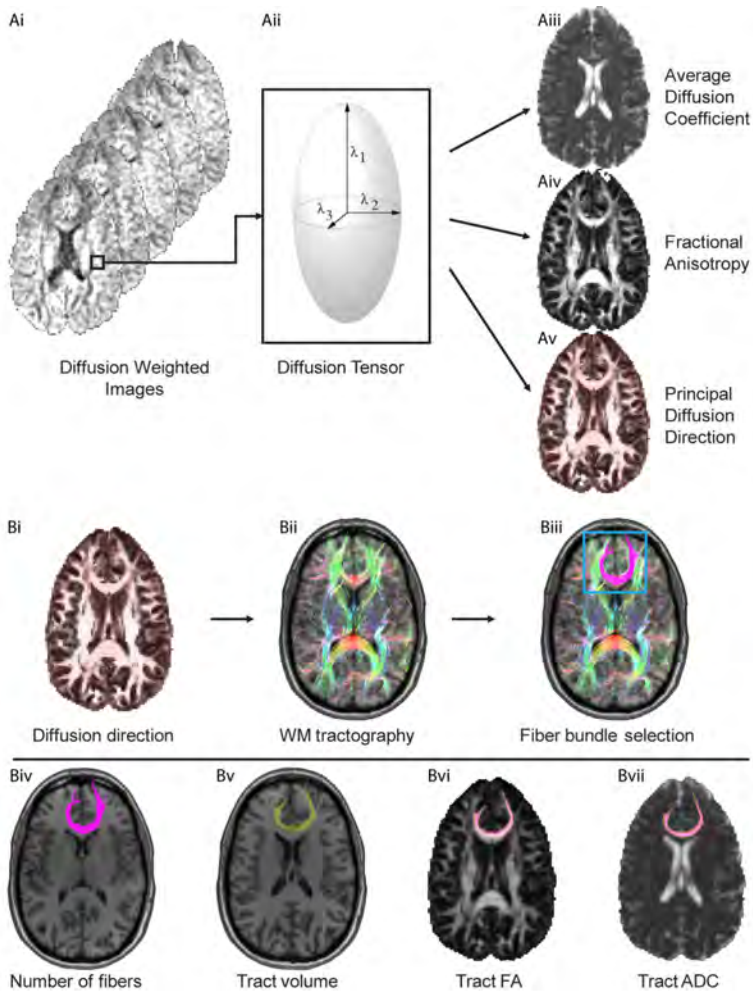 Ai
Aii
Aiii
λ1
λ2
λ3
Average
Diffusion
Coefficient
Aiv
Fractional
Anisotropy
Av
Principal
Diffusion
Direction
Diffusion Weighted
Images
Diffusion Tensor
Bi
Bii
Biii
Diffusion direction
WM tractography
Fiber bundle selection
Biv
Bv
Bvi
Bvii
Number of fibers
Tract volume
Tract FA
Tract ADC